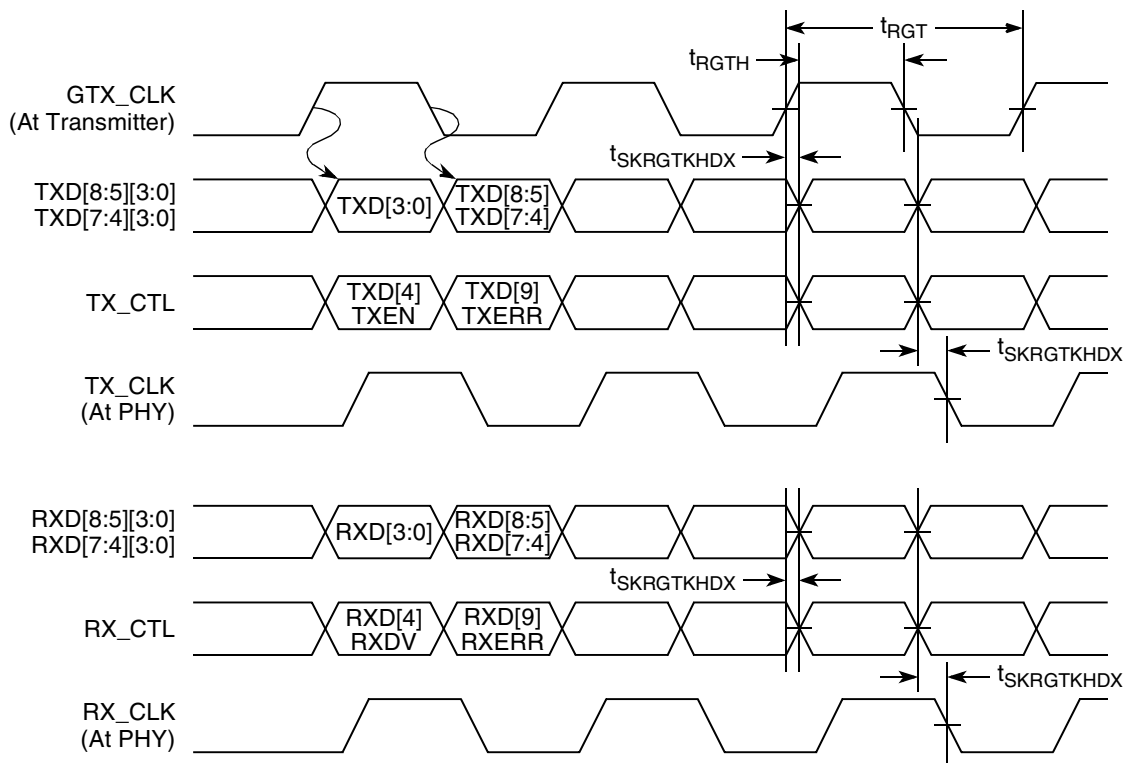 tRGT
tRGTH
GTX_CLK
(At Transmitter)
tSKRGTKHDX
TXD[8:5][3:0]
TXD[7:4][3:0]
TXD[3:0]
TXD[8:5]
TXD[7:4]
TX_CTL
TXD[4]
TXEN
TXD[9]
TXERR
tSKRGTKHDX
TX_CLK
(At PHY)
RXD[8:5][3:0]
RXD[7:4][3:0]
RXD[3:0]
RXD[8:5]
RXD[7:4]
tSKRGTKHDX
RX_CTL
RXD[4]
RXDV
RXD[9]
RXERR
tSKRGTKHDX
RX_CLK
(At PHY)